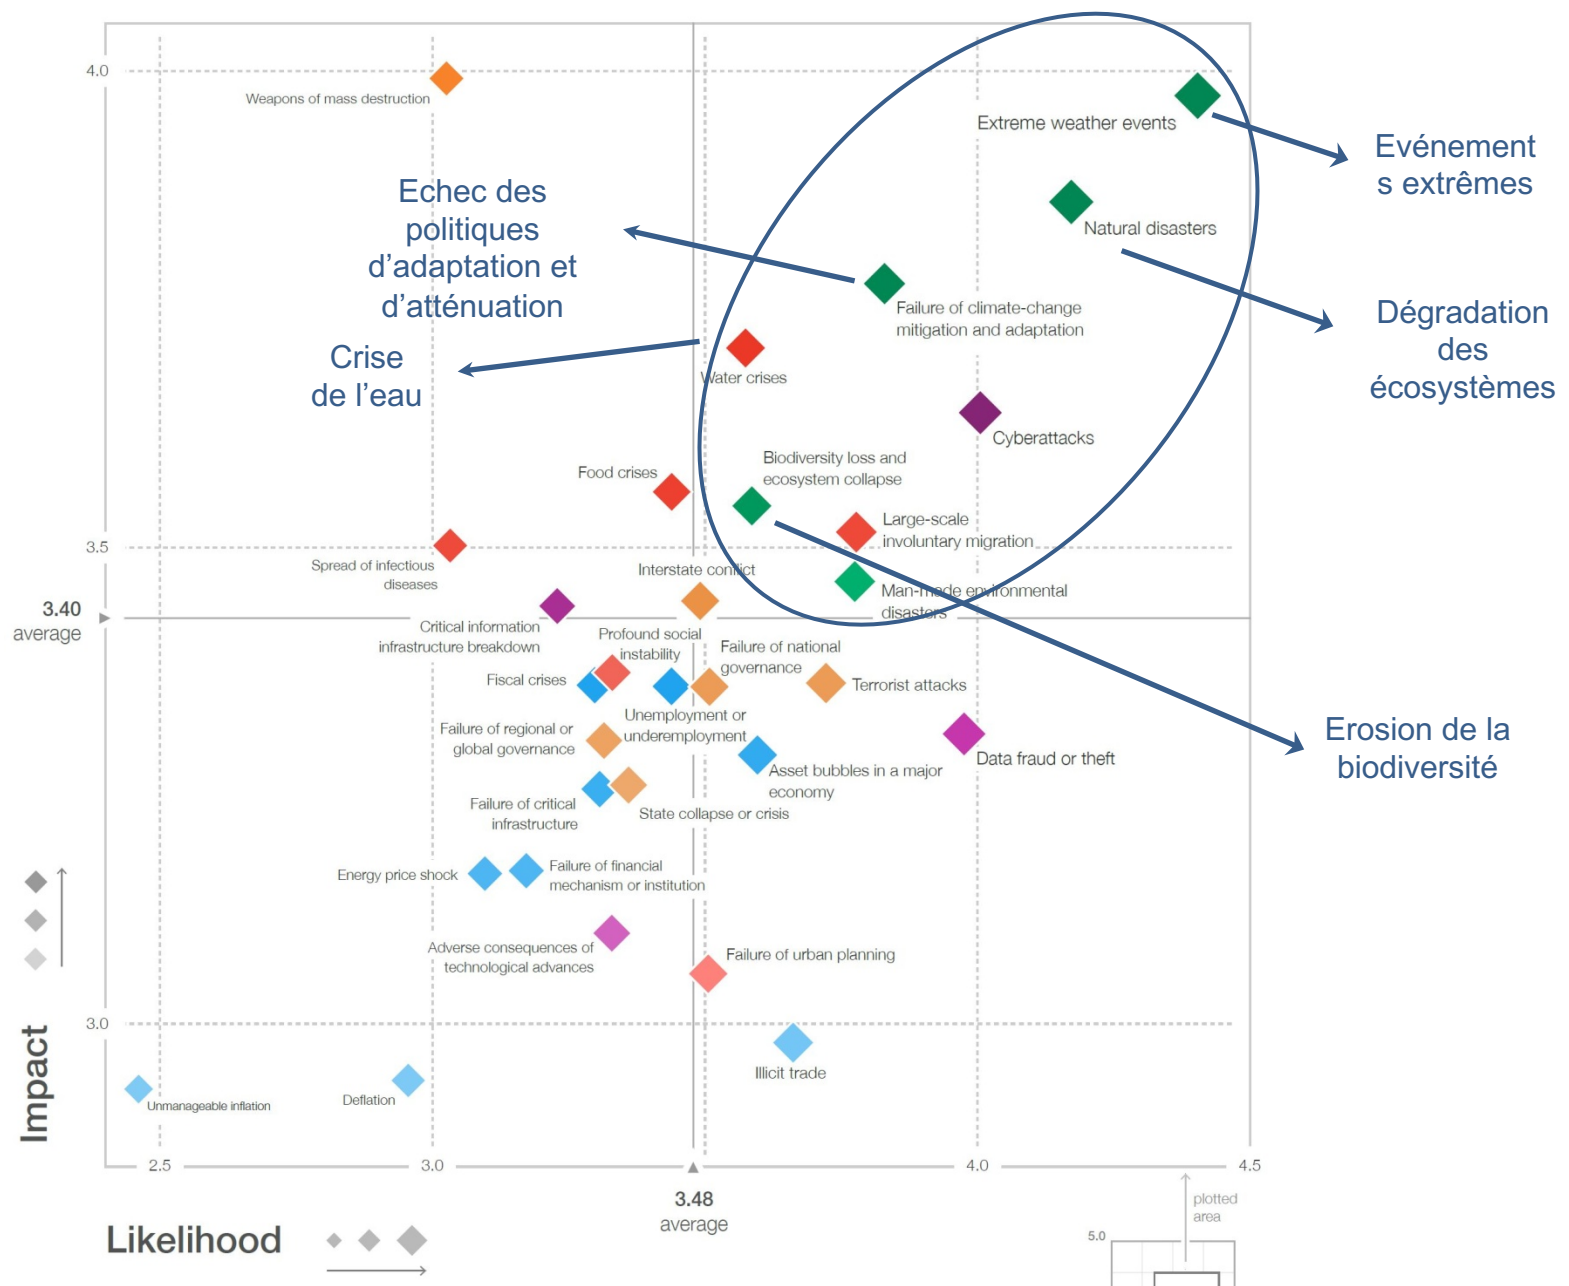 4.0
Weapons of mass destruction
Extreme weather events
Evénement
s extrêmes
Echec des
politiques
d’adaptation et
d’atténuation
Natural disasters
Failure of climate-change
mitigation and adaptation
Dégradation
des
écosystèmes
Crise
de l’eau
Water crises
Cyberattacks
Food crises
Biodiversity loss and
ecosystem collapse
Large-scale
involuntary migration
3.5
Spread of infectious
diseases
Interstate conflict
Man-made environmental
disasters
3.40
average
Critical information
infrastructure breakdown
Profound social
instability
Failure of national
governance
Fiscal crises
Terrorist attacks
Unemployment or
underemployment
Failure of regional or
global governance
Data fraud or theft
Erosion de la
biodiversité
Asset bubbles in a major
economy
Failure of critical
infrastructure
State collapse or crisis
Energy price shock
Failure of financial
mechanism or institution
Adverse consequences of
technological advances
Failure of urban planning
3.0
Impact
Illicit trade
Unmanageable inflation
Deflation
2.5
3.0
4.0
4.5
3.48
average
plotted
area
Likelihood
5.0